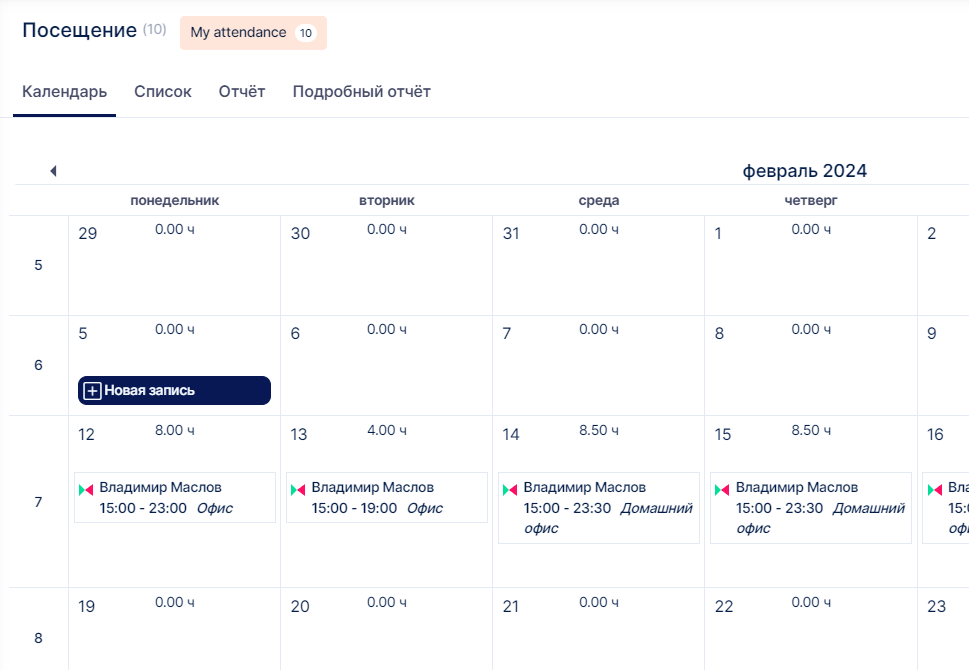 Посещение (10) My attendance 10
Календарь Список Отчёт Подробный отчёт
февраль 2024
понедельник вторник среда четверг
5 29 0.00 ч 30 0.00 ч 31 0.00 ч 1 0.00 ч 2
6 5 0.00 ч 6 0.00 ч 7 0.00 ч 8 0.00 ч 9
Новая запись
7 12 8.00 ч 13 4.00 ч 14 8.50 ч 15 8.50 ч 16
Владимир Маслов Владимир Маслов Владимир Маслов Владимир Маслов
15:00 - 23:00 Офис 15:00 - 19:00 Офис 15:00 - 23:30 Домашний 15:00 - 23:30 Домашний
офис офис
8 19 0.00 ч 20 0.00 ч 21 0.00 ч 22 0.00 ч 23